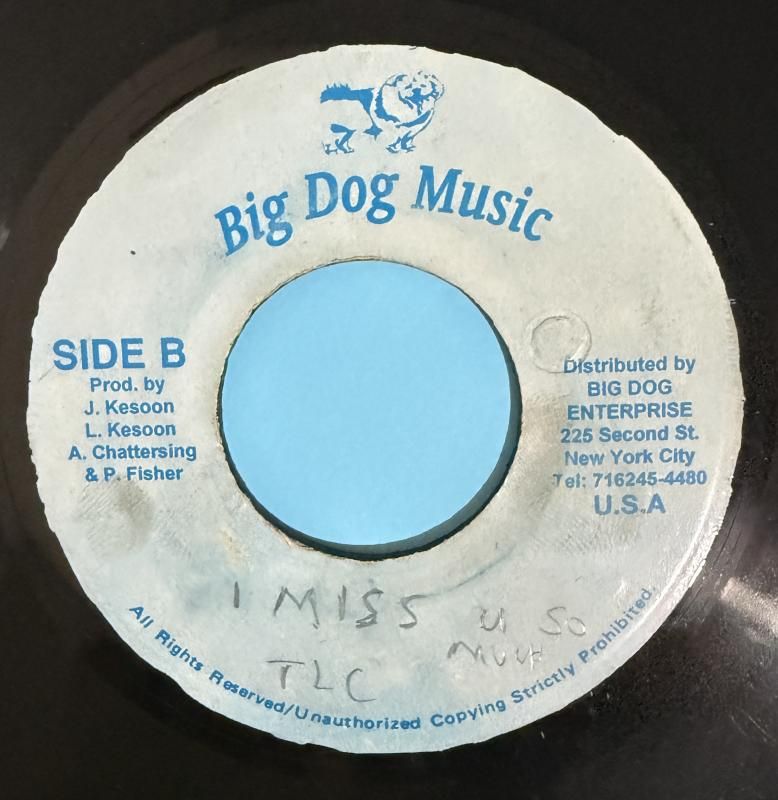 Big Dog Music
SIDE B
Prod. by
J. Kesoon
L. Kesoon
A. Chattersing
& P. Fisher
Distributed by
BIG DOG
ENTERPRISE
225 Second St.
New York City
Tel: 716245-4480
U.S.A
I MISS U SO
MUCH
TLC
All Rights Reserved/Unauthorized Copying Strictly Prohibited.